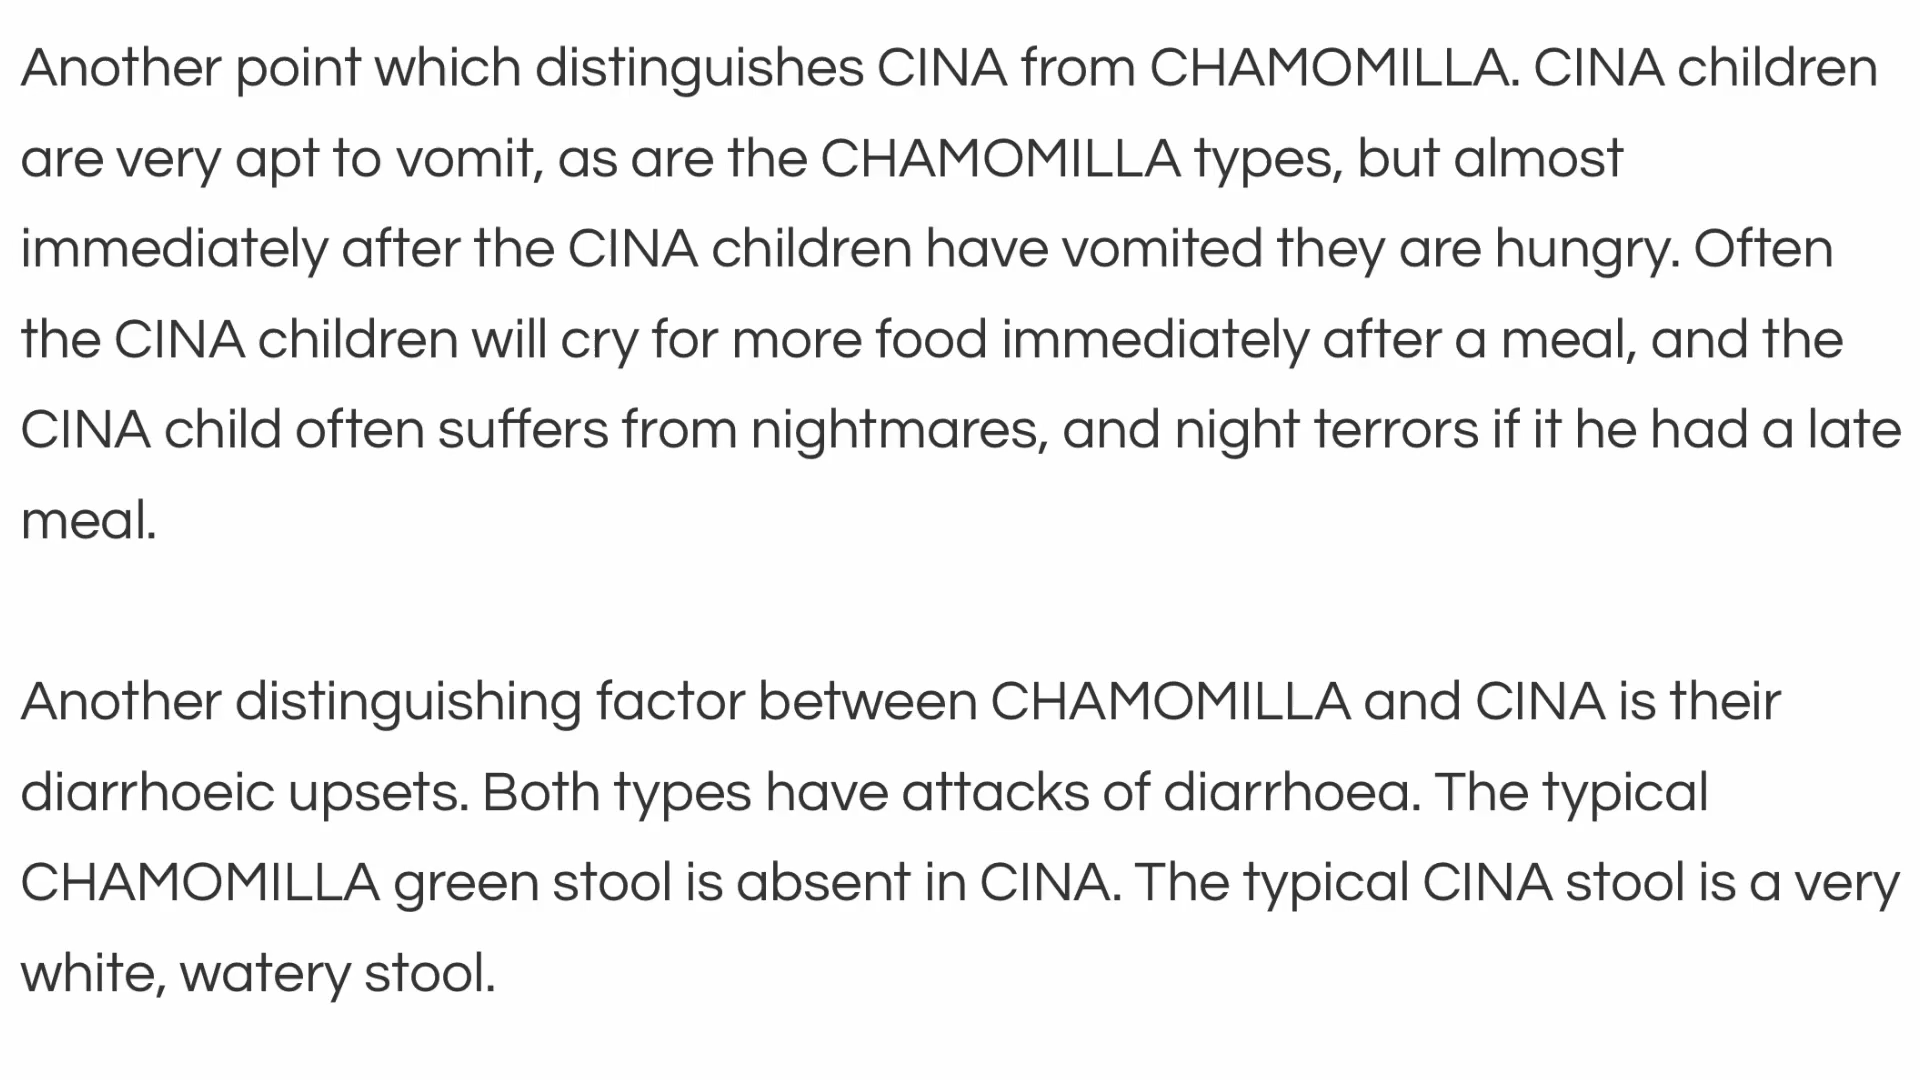 Another point which distinguishes CINA from CHAMOMILLA. CINA children
are very apt to vomit, as are the CHAMOMILLA types, but almost
immediately after the CINA children have vomited they are hungry. Often
the CINA children will cry for more food immediately after a meal, and the
CINA child often suffers from nightmares, and night terrors if it he had a late
meal.
Another distinguishing factor between CHAMOMILLA and CINA is their
diarrhoeic upsets. Both types have attacks of diarrhoea. The typical
CHAMOMILLA green stool is absent in CINA. The typical CINA stool is a very
white, watery stool.